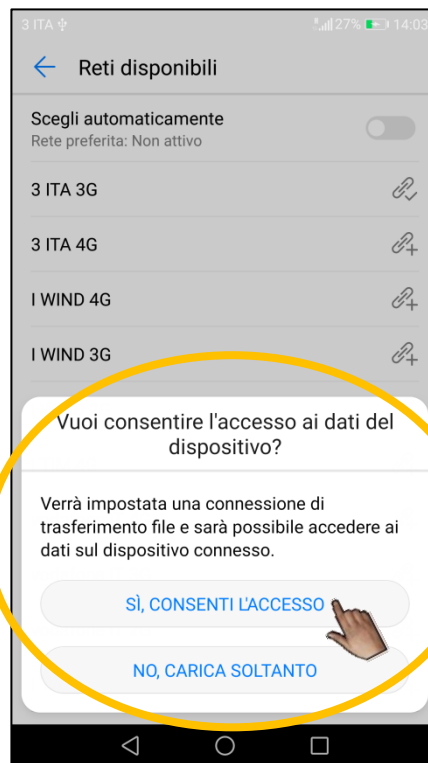 3 ITA
27% 14:03
Reti disponibili
Scegli automaticamente
Rete preferita: Non attivo
3 ITA 3G
3 ITA 4G
I WIND 4G
I WIND 3G
Vuoi consentire l'accesso ai dati del
dispositivo?
Verrà impostata una connessione di
trasferimento file e sarà possibile accedere ai
dati sul dispositivo connesso.
SÌ, CONSENTI L'ACCESSO
NO, CARICA SOLTANTO